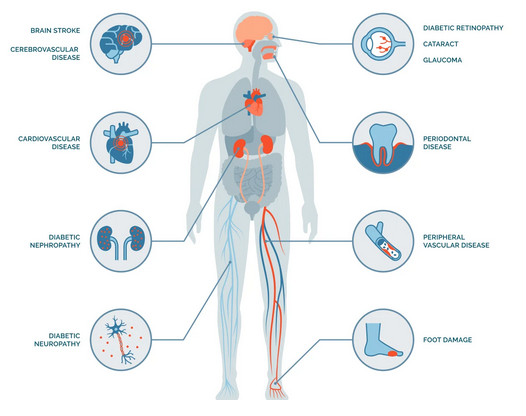 BRAIN STROKE
CEREBROVASCULAR
DISEASE
CARDIOVASCULAR
DISEASE
DIABETIC
NEPHROPATHY
DIABETIC
NEUROPATHY
DIABETIC RETINOPATHY
CATARACT
GLAUCOMA
PERIODONTAL
DISEASE
PERIPHERAL
VASCULAR DISEASE
FOOT DAMAGE